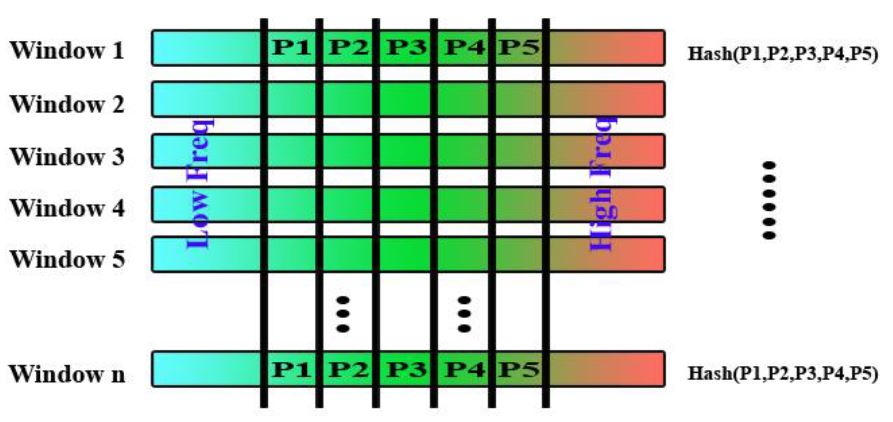 Window 1 P1 P2 P3 P4 P5 Hash(P1,P2,P3,P4,P5)
Window 2
Window 3
Window 4
Window 5
Low Freq
High Freq
Window n P1 P2 P3 P4 P5 Hash(P1,P2,P3,P4,P5)